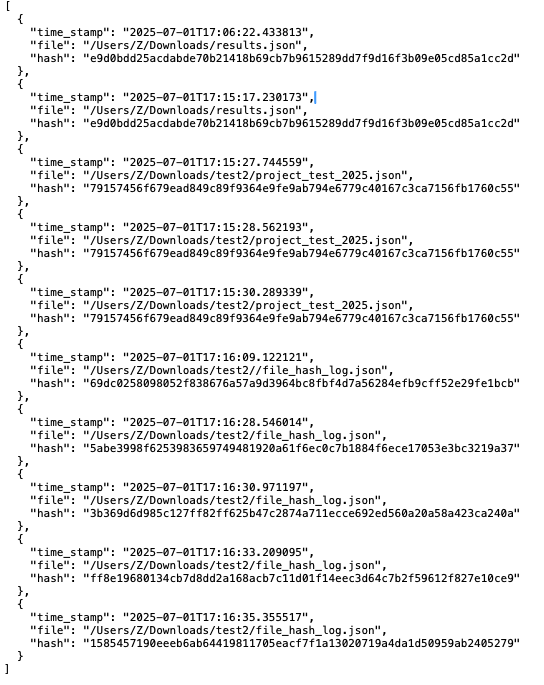 [
  {
    "time_stamp": "2025-07-01T17:06:22.433813",
    "file": "/Users/Z/Downloads/results.json",
    "hash": "e9d0bdd25acdabde70b21418b69cb7b9615289dd7f9d16f3b09e05cd85a1cc2d"
  },
  {
    "time_stamp": "2025-07-01T17:15:17.230173",
    "file": "/Users/Z/Downloads/results.json",
    "hash": "e9d0bdd25acdabde70b21418b69cb7b9615289dd7f9d16f3b09e05cd85a1cc2d"
  },
  {
    "time_stamp": "2025-07-01T17:15:27.744559",
    "file": "/Users/Z/Downloads/test2/project_test_2025.json",
    "hash": "79157456f679ead849c89f9364e9fe9ab794e6779c40167c3ca7156fb1760c55"
  },
  {
    "time_stamp": "2025-07-01T17:15:28.562193",
    "file": "/Users/Z/Downloads/test2/project_test_2025.json",
    "hash": "79157456f679ead849c89f9364e9fe9ab794e6779c40167c3ca7156fb1760c55"
  },
  {
    "time_stamp": "2025-07-01T17:15:30.289339",
    "file": "/Users/Z/Downloads/test2/project_test_2025.json",
    "hash": "79157456f679ead849c89f9364e9fe9ab794e6779c40167c3ca7156fb1760c55"
  },
  {
    "time_stamp": "2025-07-01T17:16:09.122121",
    "file": "/Users/Z/Downloads/test2//file_hash_log.json",
    "hash": "69dc0258098052f838676a57a9d3964bc8fbf4d7a56284efb9cff52e29fe1bcb"
  },
  {
    "time_stamp": "2025-07-01T17:16:28.546014",
    "file": "/Users/Z/Downloads/test2/file_hash_log.json",
    "hash": "5abe3998f6253983659749481920a61f6ec0c7b1884f6ece17053e3bc3219a37"
  },
  {
    "time_stamp": "2025-07-01T17:16:30.971197",
    "file": "/Users/Z/Downloads/test2/file_hash_log.json",
    "hash": "3b369d6d985c127ff82ff625b47c2874a711ecce692ed560a20a58a423ca240a"
  },
  {
    "time_stamp": "2025-07-01T17:16:33.209095",
    "file": "/Users/Z/Downloads/test2/file_hash_log.json",
    "hash": "ff8e19680134cb7d8dd2a168acb7c11d01f14eec3d64c7b2f59612f827e10ce9"
  },
  {
    "time_stamp": "2025-07-01T17:16:35.355517",
    "file": "/Users/Z/Downloads/test2/file_hash_log.json",
    "hash": "1585457190eeeb6ab64419811705eacf7f1a13020719a4da1d50959ab2405279"
  }
]